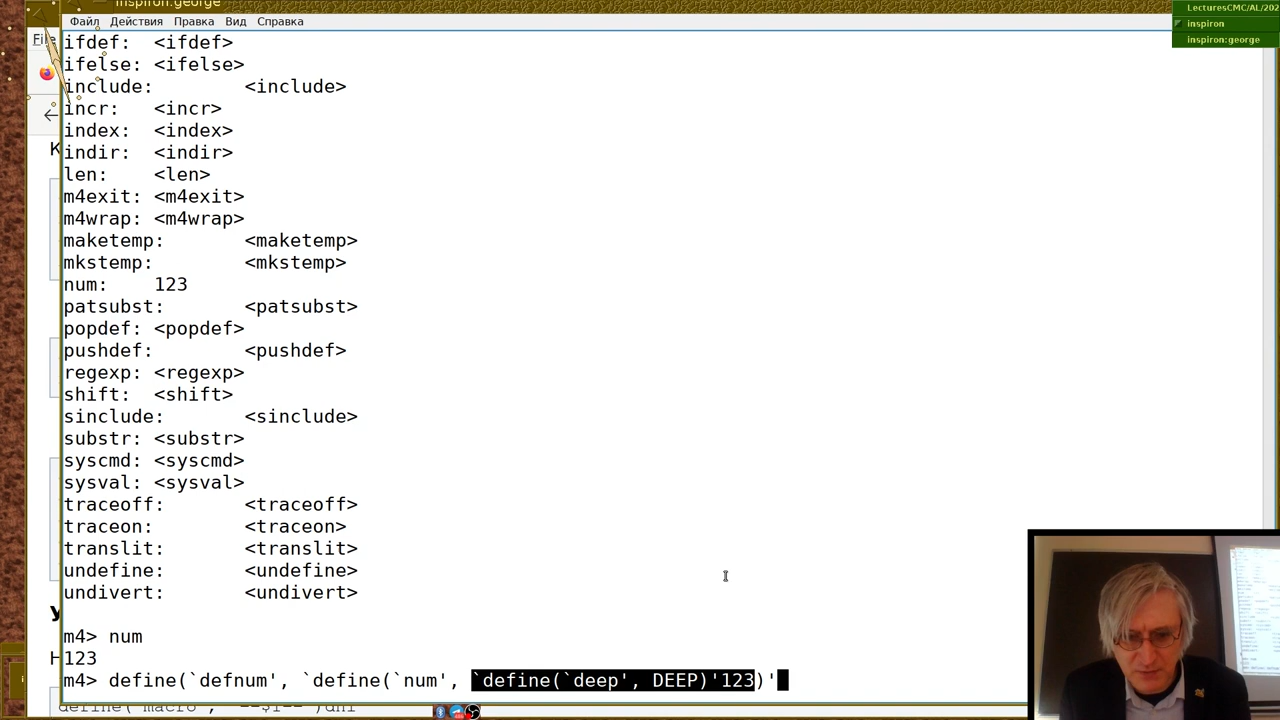 inspiron:george
LecturesCMC/AL/202
inspiron
inspiron:george
Файл Действия Правка Вид Справка
ifdef: <ifdef>
ifelse: <ifelse>
include: <include>
incr: <incr>
index: <index>
indir: <indir>
len: <len>
m4exit: <m4exit>
m4wrap: <m4wrap>
maketemp: <maketemp>
mkstemp: <mkstemp>
num: 123
patsubst: <patsubst>
popdef: <popdef>
pushdef: <pushdef>
regexp: <regexp>
shift: <shift>
sinclude: <sinclude>
substr: <substr>
syscmd: <syscmd>
sysval: <sysval>
traceoff: <traceoff>
traceon: <traceon>
translit: <translit>
undefine: <undefine>
undivert: <undivert>
m4> num
123
m4> define(`defnum', `define(`num', `define(`deep', DEEP)'123)'